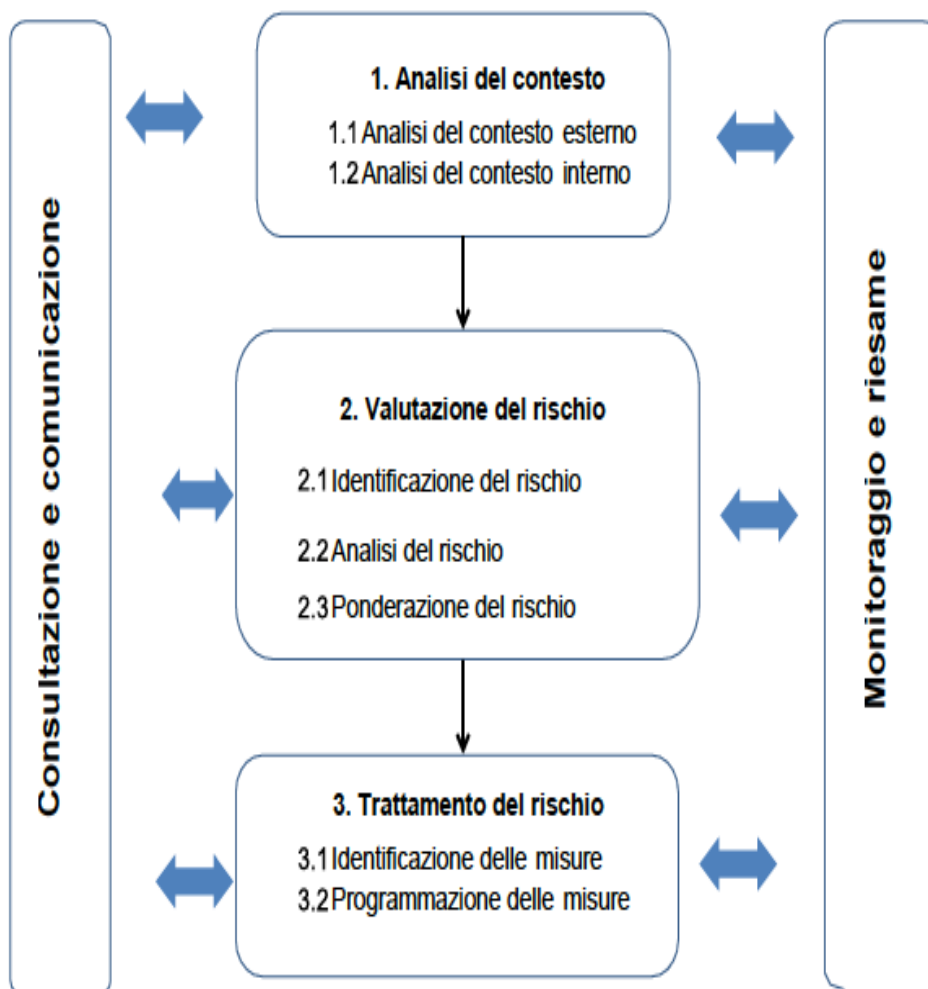 Consultazione e comunicazione
1. Analisi del contesto
1.1 Analisi del contesto esterno
1.2 Analisi del contesto interno
2. Valutazione del rischio
2.1 Identificazione del rischio
2.2 Analisi del rischio
2.3 Ponderazione del rischio
3. Trattamento del rischio
3.1 Identificazione delle misure
3.2 Programmazione delle misure
Monitoraggio e riesame